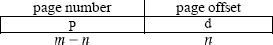 page number page offset
p d
m − n n